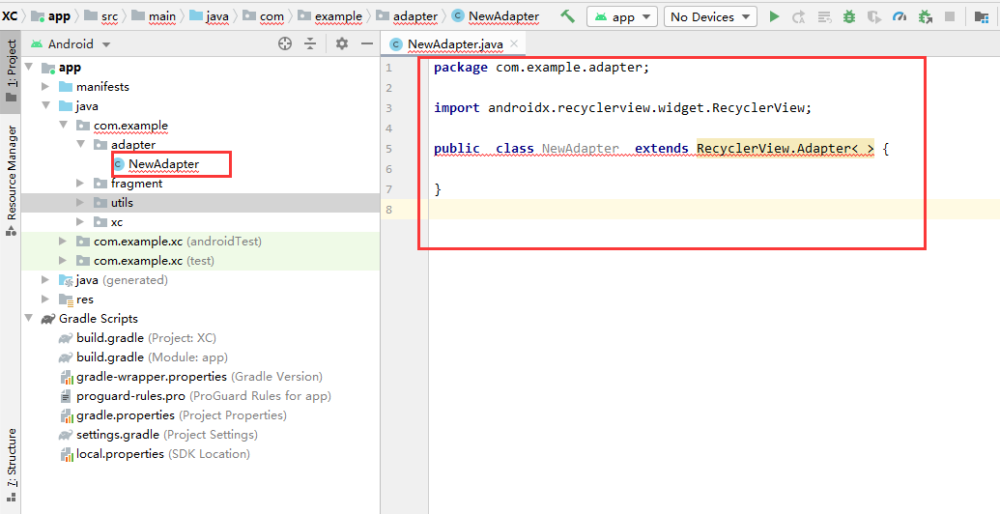 XC app src main java com example adapter NewAdapter app No Devices
1: Project
Resource Manager
7: Structure
Android
app
manifests
java
com.example
adapter
NewAdapter
fragment
utils
xc
com.example.xc (androidTest)
com.example.xc (test)
java (generated)
res
Gradle Scripts
build.gradle (Project: XC)
build.gradle (Module: app)
gradle-wrapper.properties (Gradle Version)
proguard-rules.pro (ProGuard Rules for app)
gradle.properties (Project Properties)
settings.gradle (Project Settings)
local.properties (SDK Location)
NewAdapter.java
1 package com.example.adapter;
2
3 import androidx.recyclerview.widget.RecyclerView;
4
5 public  class NewAdapter  extends RecyclerView.Adapter< > {
6
7 }
8